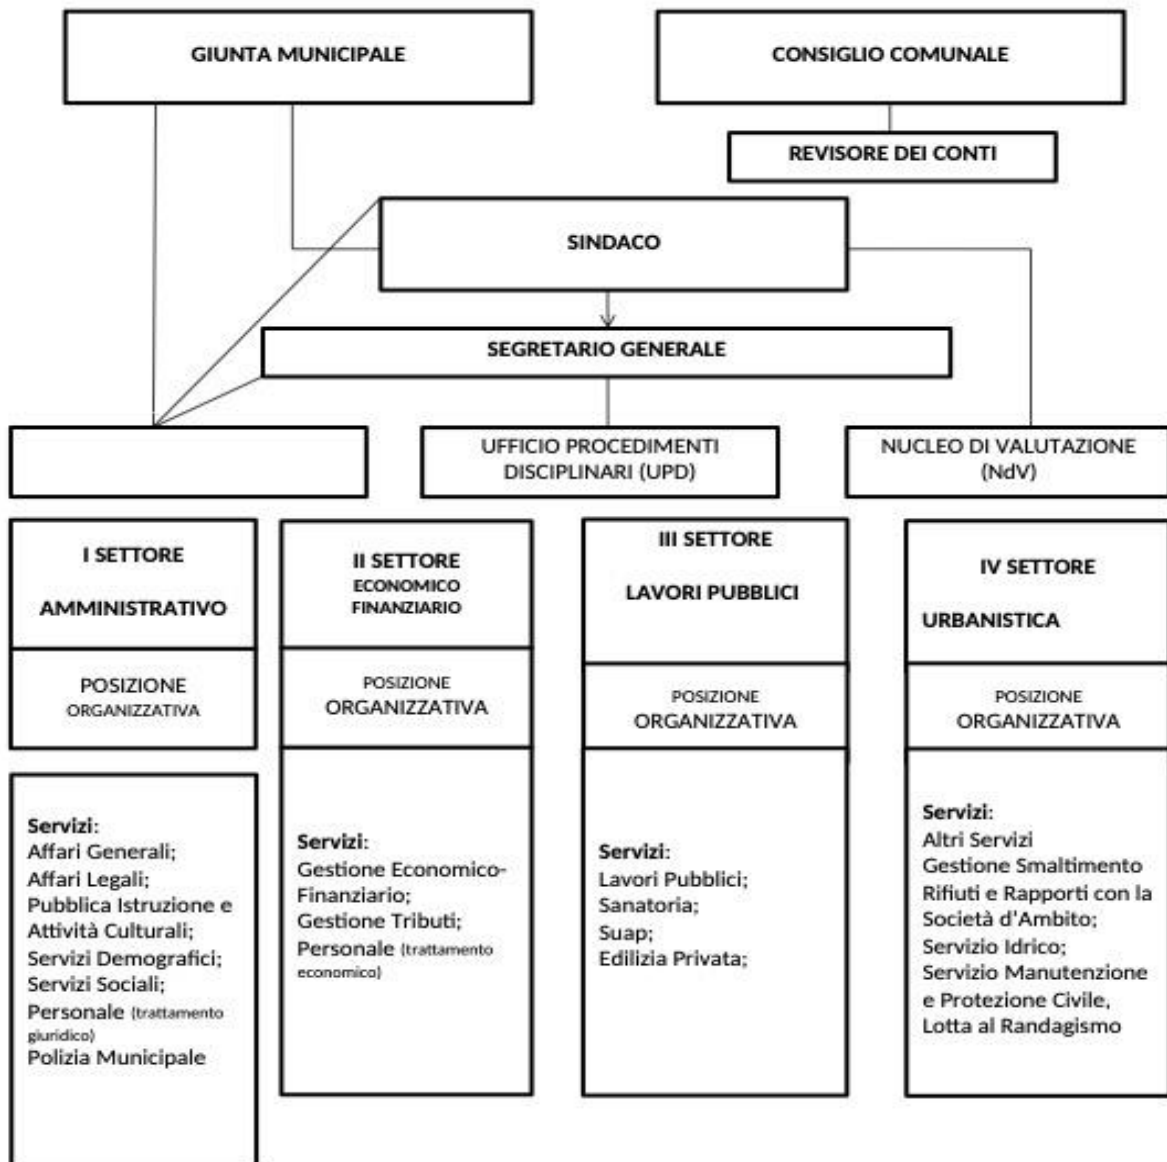 GIUNTA MUNICIPALE
CONSIGLIO COMUNALE
REVISORE DEI CONTI
SINDACO
SEGRETARIO GENERALE
UFFICIO PROCEDIMENTI
DISCIPLINARI (UPD)
NUCLEO DI VALUTAZIONE
(NdV)
I SETTORE
AMMINISTRATIVO
POSIZIONE
ORGANIZZATIVA
Servizi:
Affari Generali;
Affari Legali;
Pubblica Istruzione e
Attività Culturali;
Servizi Demografici;
Servizi Sociali;
Personale (trattamento
giuridico)
Polizia Municipale
II SETTORE
ECONOMICO
FINANZIARIO
POSIZIONE
ORGANIZZATIVA
Servizi:
Gestione Economico-
Finanziario;
Gestione Tributi;
Personale (trattamento
economico)
III SETTORE
LAVORI PUBBLICI
POSIZIONE
ORGANIZZATIVA
Servizi:
Lavori Pubblici;
Sanatoria;
Suap;
Edilizia Privata;
IV SETTORE
URBANISTICA
POSIZIONE
ORGANIZZATIVA
Servizi:
Altri Servizi
Gestione Smaltimento
Rifiuti e Rapporti con la
Società d'Ambito;
Servizio Idrico;
Servizio Manutenzione
e Protezione Civile,
Lotta al Randagismo